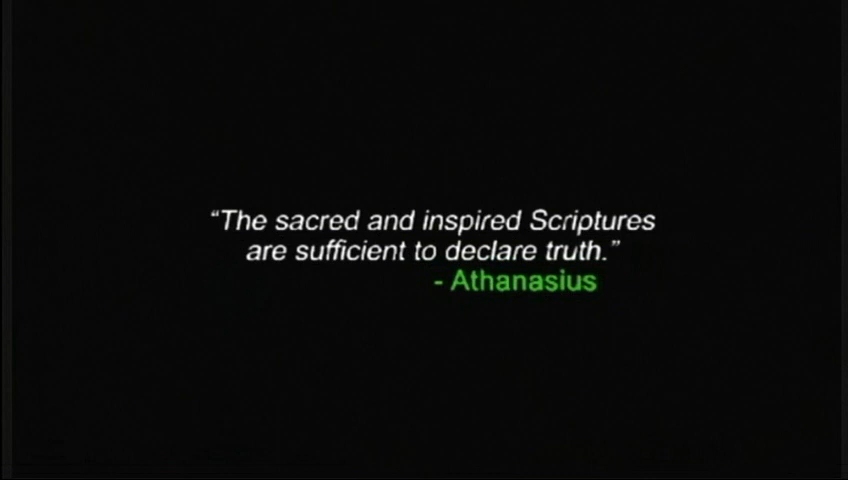 “The sacred and inspired Scriptures
are sufficient to declare truth.”
- Athanasius